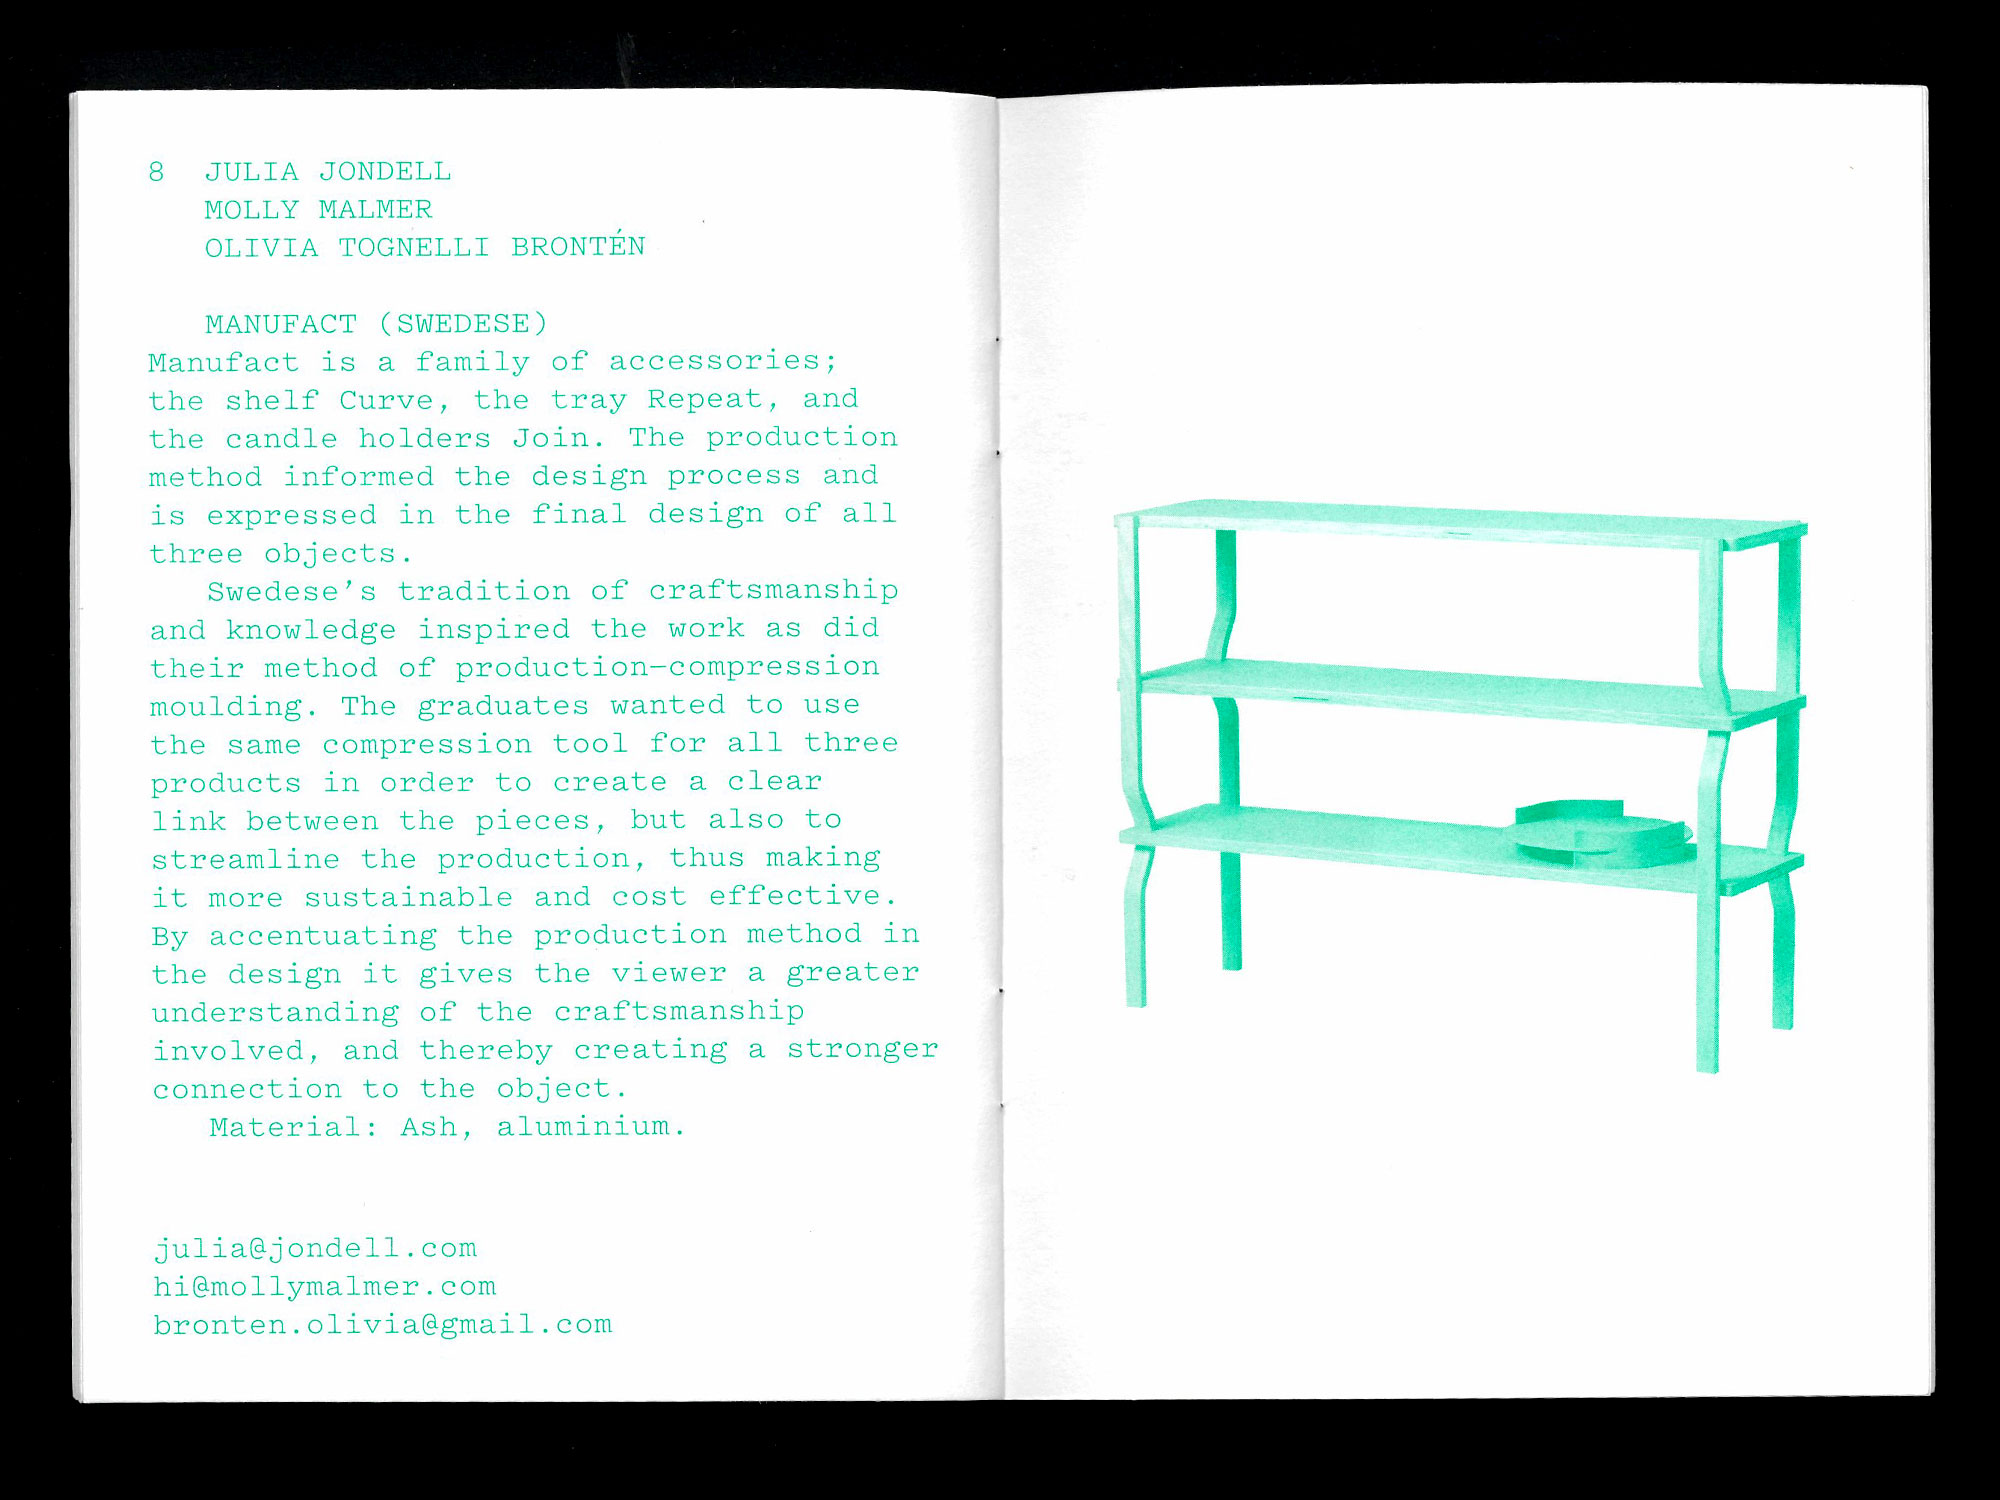 8 JULIA JONDELL
MOLLY MALMER
OLIVIA TOGNELLI BRONTÉN
MANUFACT (SWEDESE)
Manufact is a family of accessories;
the shelf Curve, the tray Repeat, and
the candle holders Join. The production
method informed the design process and
is expressed in the final design of all
three objects.
Swedese’s tradition of craftsmanship
and knowledge inspired the work as did
their method of production–compression
moulding. The graduates wanted to use
the same compression tool for all three
products in order to create a clear
link between the pieces, but also to
streamline the production, thus making
it more sustainable and cost effective.
By accentuating the production method in
the design it gives the viewer a greater
understanding of the craftsmanship
involved, and thereby creating a stronger
connection to the object.
Material: Ash, aluminium.
julia@jondell.com
hi@mollymalmer.com
bronten.olivia@gmail.com